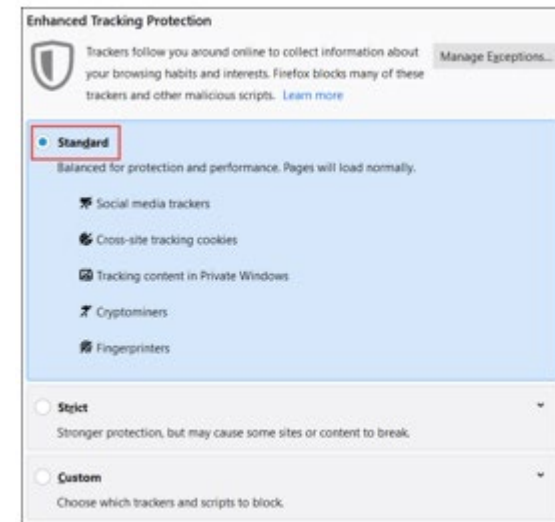 Enhanced Tracking Protection
Trackers follow you around online to collect information about
your browsing habits and interests. Firefox blocks many of these
trackers and other malicious scripts. Learn more
Manage Exceptions...
Standard
Balanced for protection and performance. Pages will load normally.
Social media trackers
Cross-site tracking cookies
Tracking content in Private Windows
Cryptominers
Fingerprinters
Strict
Stronger protection, but may cause some sites or content to break.
Custom
Choose which trackers and scripts to block.